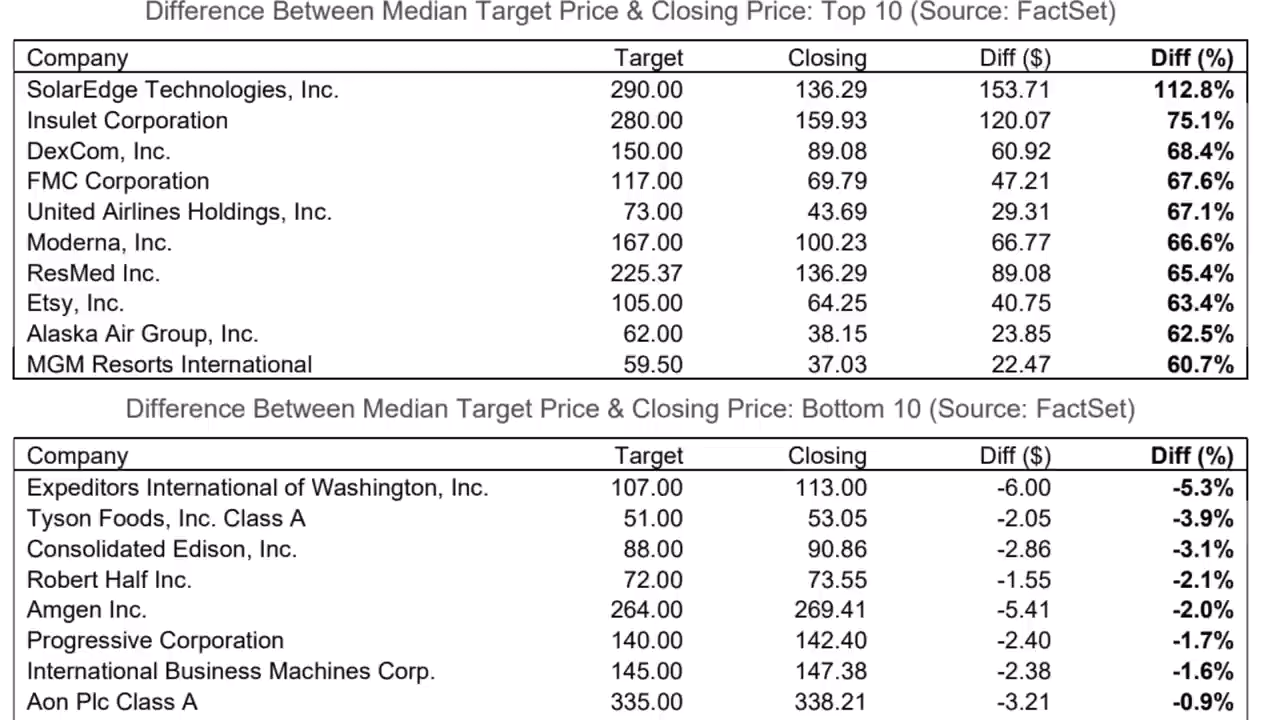 Difference Between Median Target Price & Closing Price: Top 10 (Source: FactSet)
Company Target Closing Diff ($) Diff (%)
SolarEdge Technologies, Inc. 290.00 136.29 153.71 112.8%
Insulet Corporation 280.00 159.93 120.07 75.1%
DexCom, Inc. 150.00 89.08 60.92 68.4%
FMC Corporation 117.00 69.79 47.21 67.6%
United Airlines Holdings, Inc. 73.00 43.69 29.31 67.1%
Moderna, Inc. 167.00 100.23 66.77 66.6%
ResMed Inc. 225.37 136.29 89.08 65.4%
Etsy, Inc. 105.00 64.25 40.75 63.4%
Alaska Air Group, Inc. 62.00 38.15 23.85 62.5%
MGM Resorts International 59.50 37.03 22.47 60.7%
Difference Between Median Target Price & Closing Price: Bottom 10 (Source: FactSet)
Company Target Closing Diff ($) Diff (%)
Expeditors International of Washington, Inc. 107.00 113.00 -6.00 -5.3%
Tyson Foods, Inc. Class A 51.00 53.05 -2.05 -3.9%
Consolidated Edison, Inc. 88.00 90.86 -2.86 -3.1%
Robert Half Inc. 72.00 73.55 -1.55 -2.1%
Amgen Inc. 264.00 269.41 -5.41 -2.0%
Progressive Corporation 140.00 142.40 -2.40 -1.7%
International Business Machines Corp. 145.00 147.38 -2.38 -1.6%
Aon Plc Class A 335.00 338.21 -3.21 -0.9%